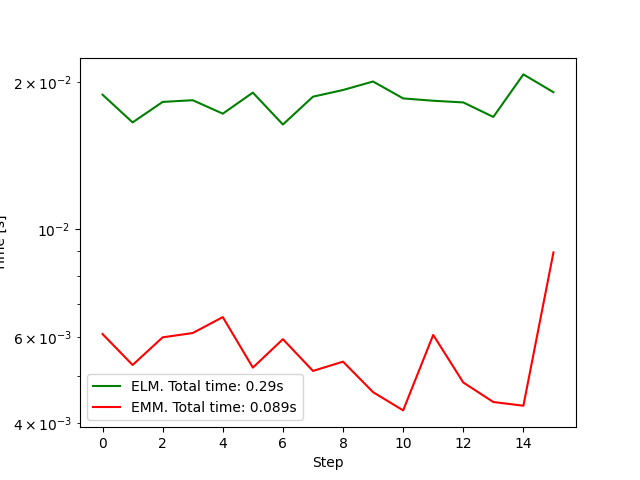 2 × 10⁻²
10⁻²
6 × 10⁻³
4 × 10⁻³
ELM. Total time: 0.29s
EMM. Total time: 0.089s
0 2 4 6 8 10 12 14
Step
[s]